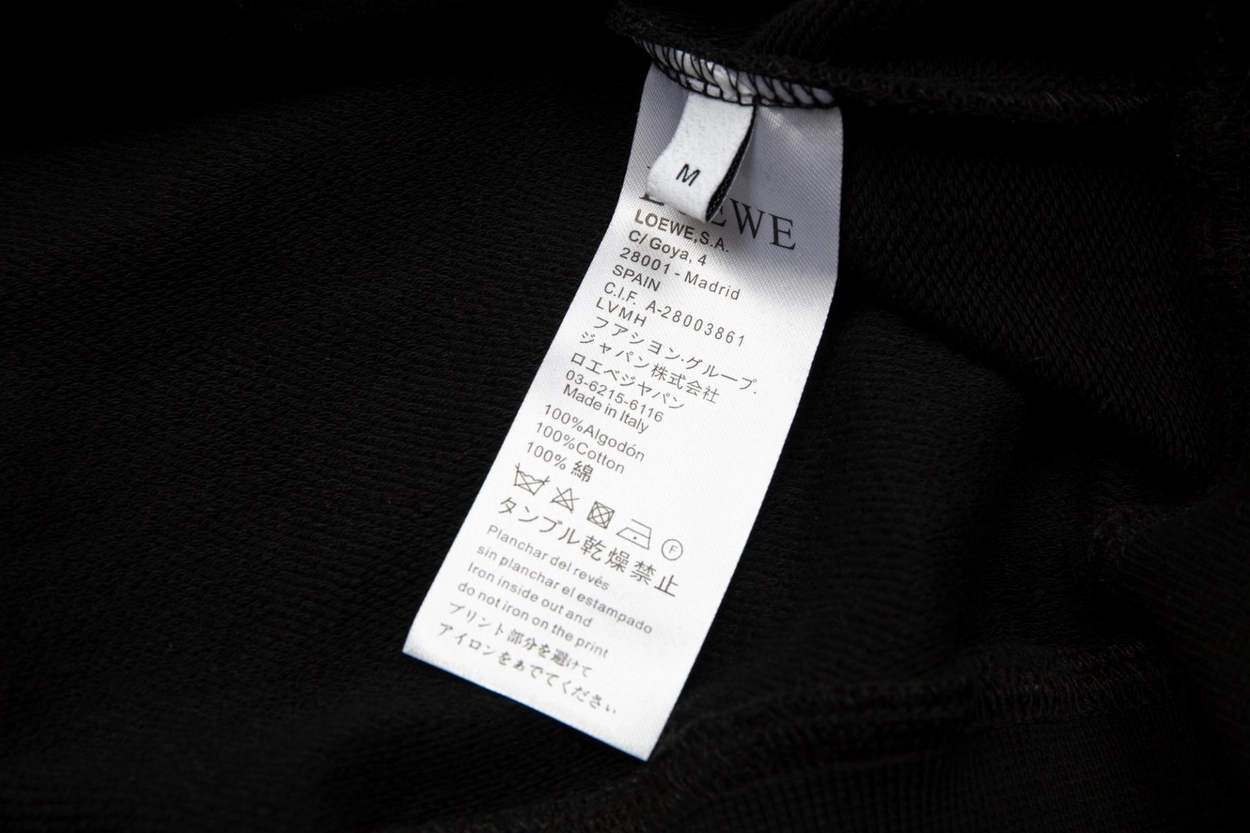 M
EWE
LOEWE,S.A.
C/ Goya, 4
28001 - Madrid
SPAIN
C.I.F. A-28003861
LVMH
ファション・グループ.
ジャパン株式会社
ロエベジャパン
03-6215-6116
Made in Italy
100%Algodón
100%Cotton
100% 綿
F
タンブル乾燥禁止
Planchar del revés
sin planchar el estampado
Iron inside out and
do not iron on the print
プリント部分を避けて
アイロンをぁでてください